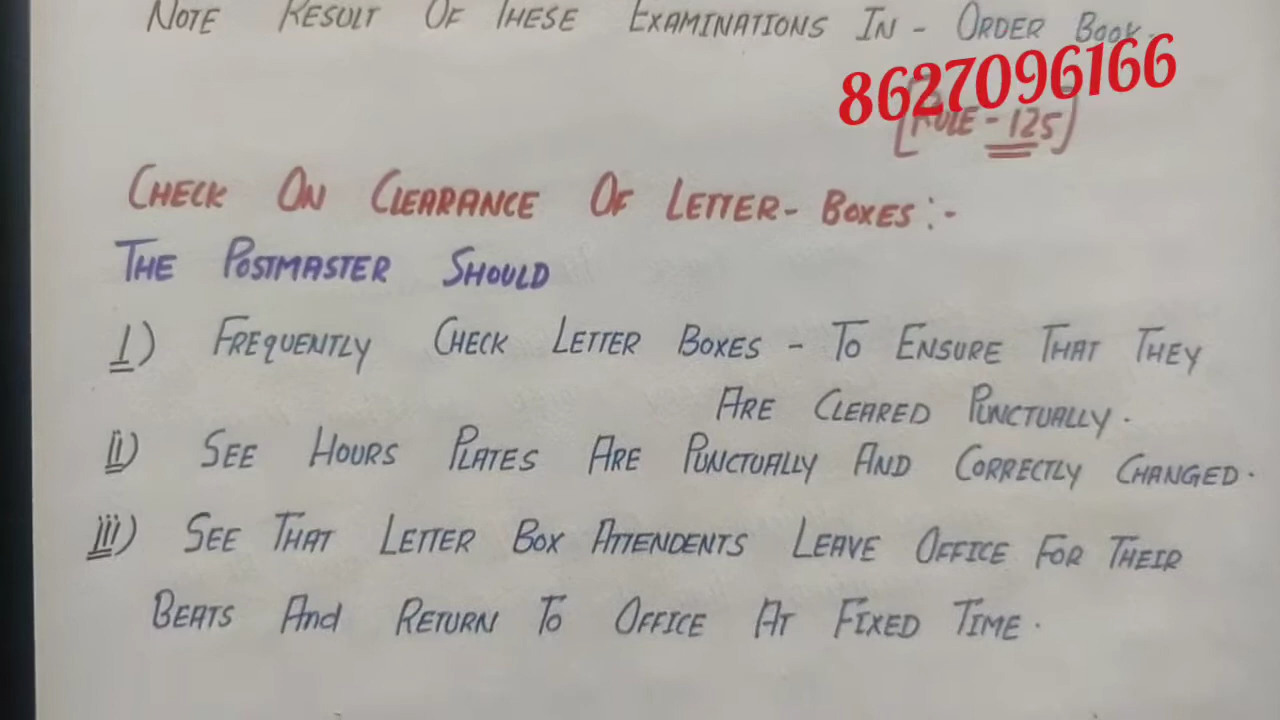 NOTE RESULT OF THESE EXAMINATIONS IN - ORDER BOOK.
8627096166
[RULE - 125]
CHECK ON CLEARANCE OF LETTER- BOXES:-
THE POSTMASTER SHOULD
I) FREQUENTLY CHECK LETTER BOXES - TO ENSURE THAT THEY
ARE CLEARED PUNCTUALLY.
II) SEE HOURS PLATES ARE PUNCTUALLY AND CORRECTLY CHANGED.
iii) SEE THAT LETTER BOX ATTENDENTS LEAVE OFFICE FOR THEIR
BEATS And RETURN TO OFFICE AT FIXED TIME.